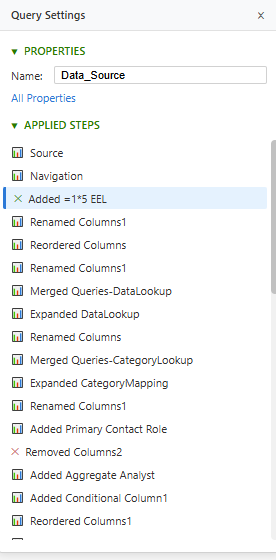 Query Settings
PROPERTIES
Name: Data_Source
All Properties
APPLIED STEPS
Source
Navigation
Added =1*5 EEL
Renamed Columns1
Reordered Columns
Renamed Columns1
Merged Queries-DataLookup
Expanded DataLookup
Renamed Columns
Merged Queries-CategoryLookup
Expanded CategoryMapping
Renamed Columns1
Added Primary Contact Role
Removed Columns2
Added Aggregate Analyst
Added Conditional Column1
Reordered Columns1